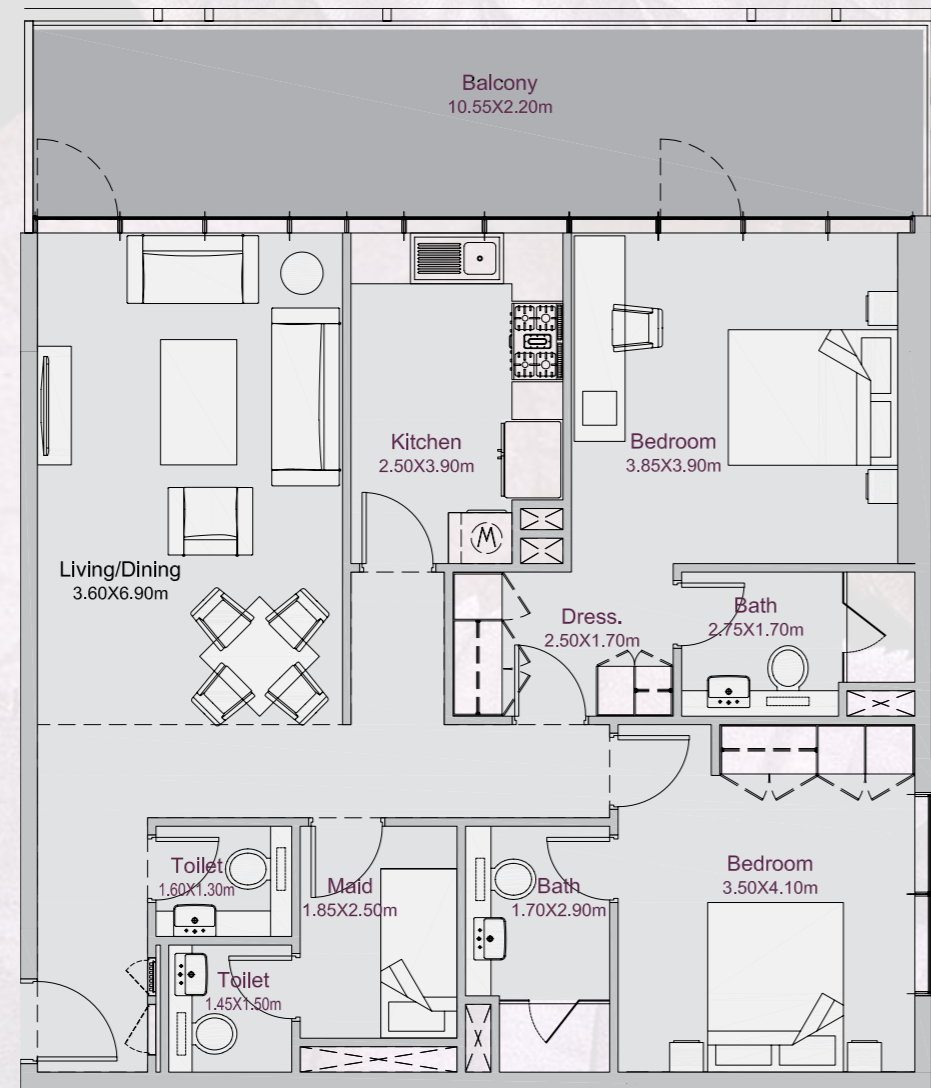 Balcony
10.55X2.20m
Kitchen
2.50X3.90m
Bedroom
3.85X3.90m
M
Living/Dining
3.60X6.90m
Dress.
2.50X1.70m
Bath
2.75X1.70m
Toilet
1.60X1.30m
Maid
1.85X2.50m
Bath
1.70X2.90m
Bedroom
3.50X4.10m
Toilet
1.45X1.50m